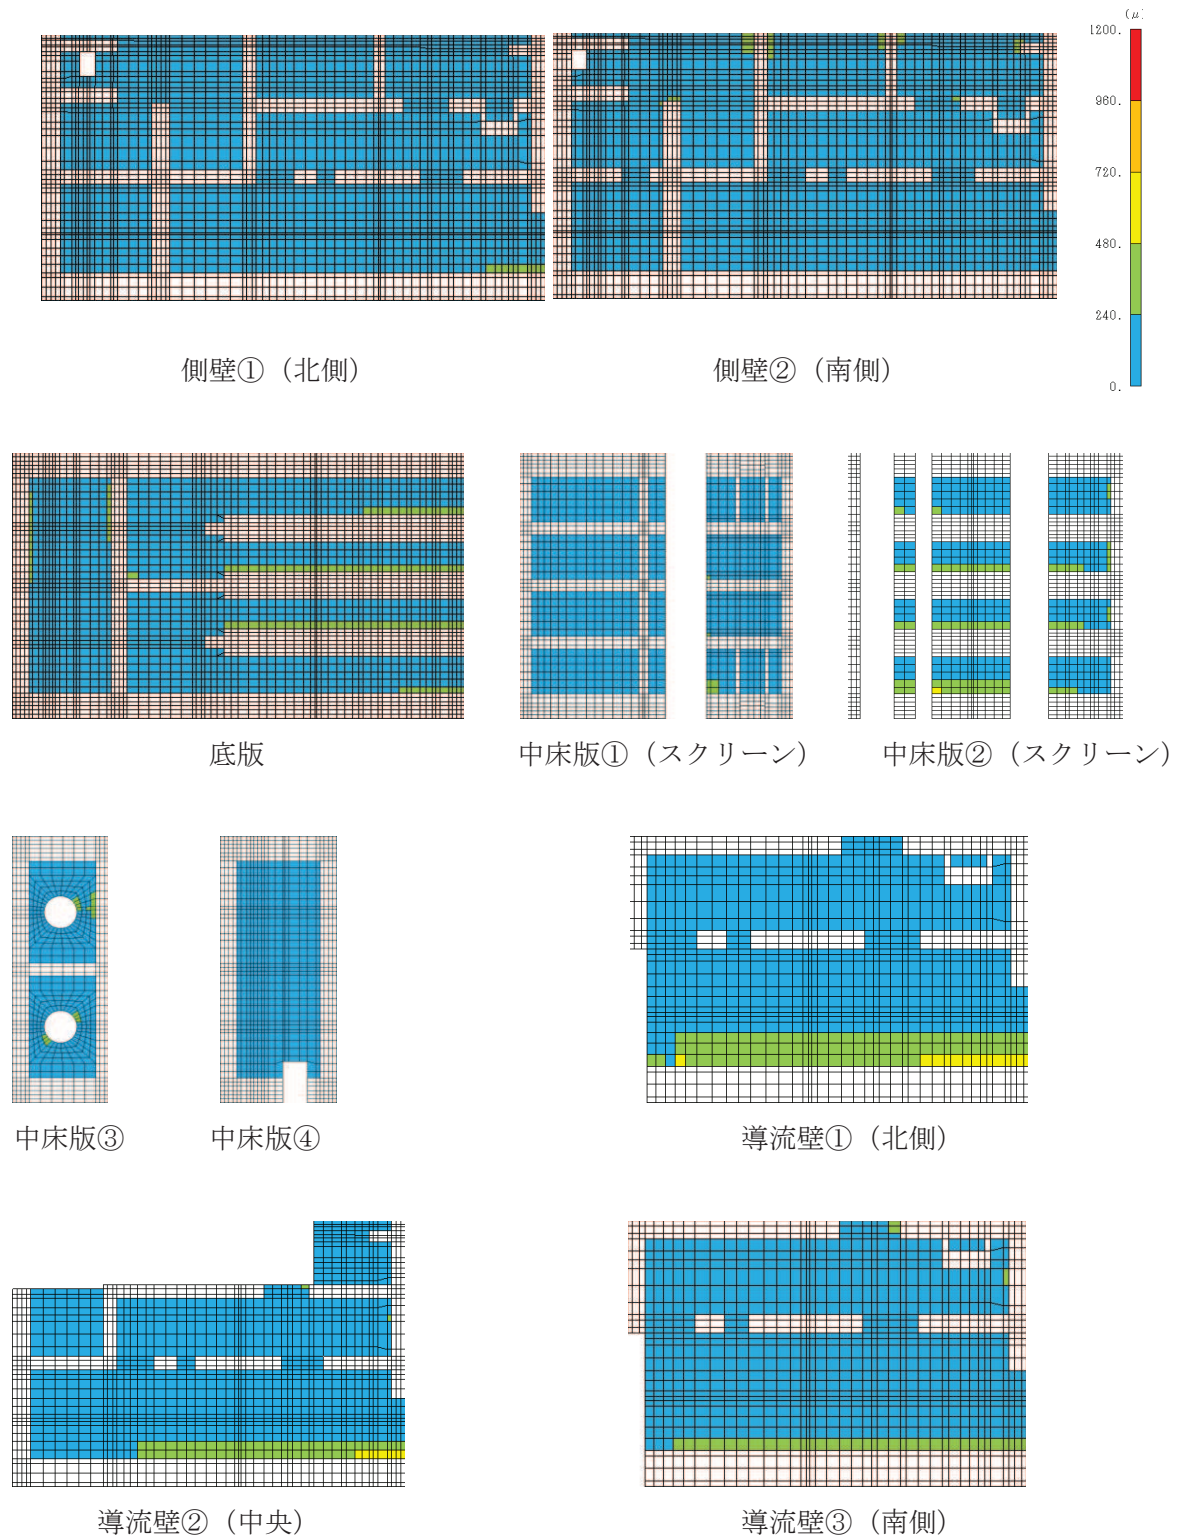 (μ)
1200.
960.
720.
480.
240.
0.
側壁①（北側）
側壁②（南側）
底版
中床版①（スクリーン）
中床版②（スクリーン）
中床版③
中床版④
導流壁①（北側）
導流壁②（中央）
導流壁③（南側）